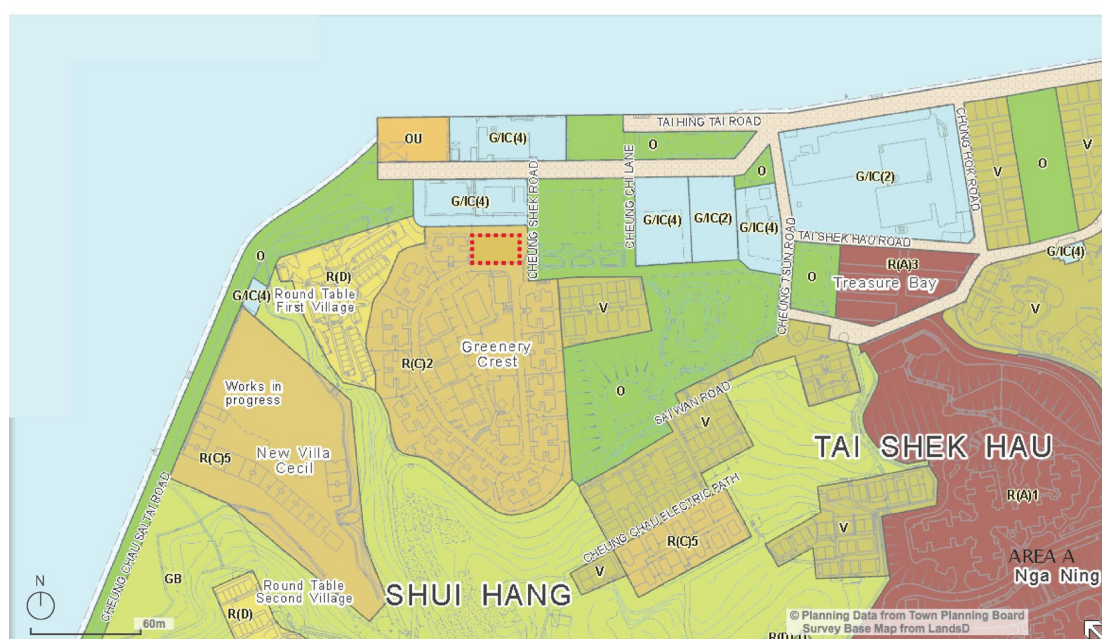 TAI HING TAI ROAD
OU
G/IC(4)
O
CHUNG HOK ROAD
V
O
V
G/IC(2)
O
G/IC(4)
CHEUNG SHEK ROAD
CHEUNG CHI LANE
G/IC(4)
G/IC(2)
G/IC(4)
CHEUNG TSUN ROAD
TAI SHEK HAU ROAD
G/IC(4)
O
R(D)
Round Table
First Village
G/IC(4)
O
R(A)3
Treasure Bay
V
V
Greenery
Crest
R(C)2
Works in
progress
O
SAI WAN ROAD
V
New Villa
Cecil
R(C)5
TAI SHEK HAU
CHEUNG CHAU SAI TAI ROAD
CHEUNG CHAU ELECTRIC PATH
R(C)5
V
R(A)1
V
AREA A
Nga Ning
GB
Round Table
Second Village
R(D)
SHUI HANG
N
60m
© Planning Data from Town Planning Board
Survey Base Map from LandsD